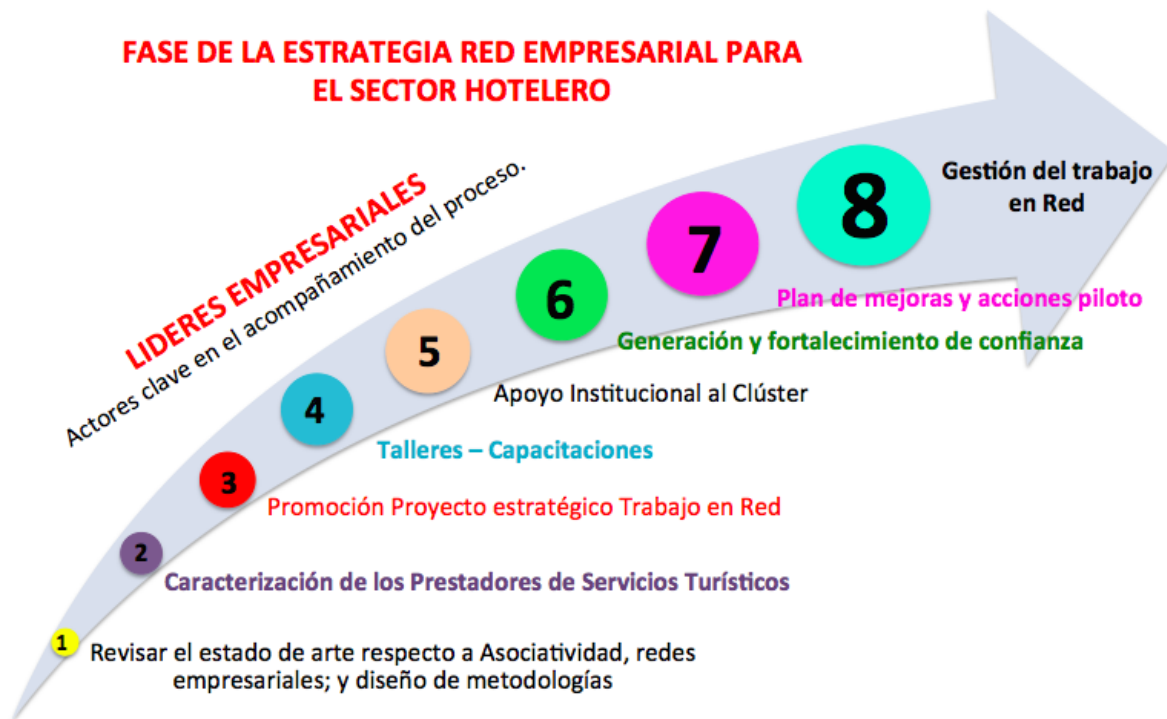 FASE DE LA ESTRATEGIA RED EMPRESARIAL PARA
EL SECTOR HOTELERO
LIDERES EMPRESARIALES
Actores clave en el acompañamiento del proceso.
8
Gestión del trabajo
en Red
7
Plan de mejoras y acciones piloto
6
Generación y fortalecimiento de confianza
5
Apoyo Institucional al Clúster
4
Talleres – Capacitaciones
3
Promoción Proyecto estratégico Trabajo en Red
2
Caracterización de los Prestadores de Servicios Turísticos
1
Revisar el estado de arte respecto a Asociatividad, redes
empresariales; y diseño de metodologías